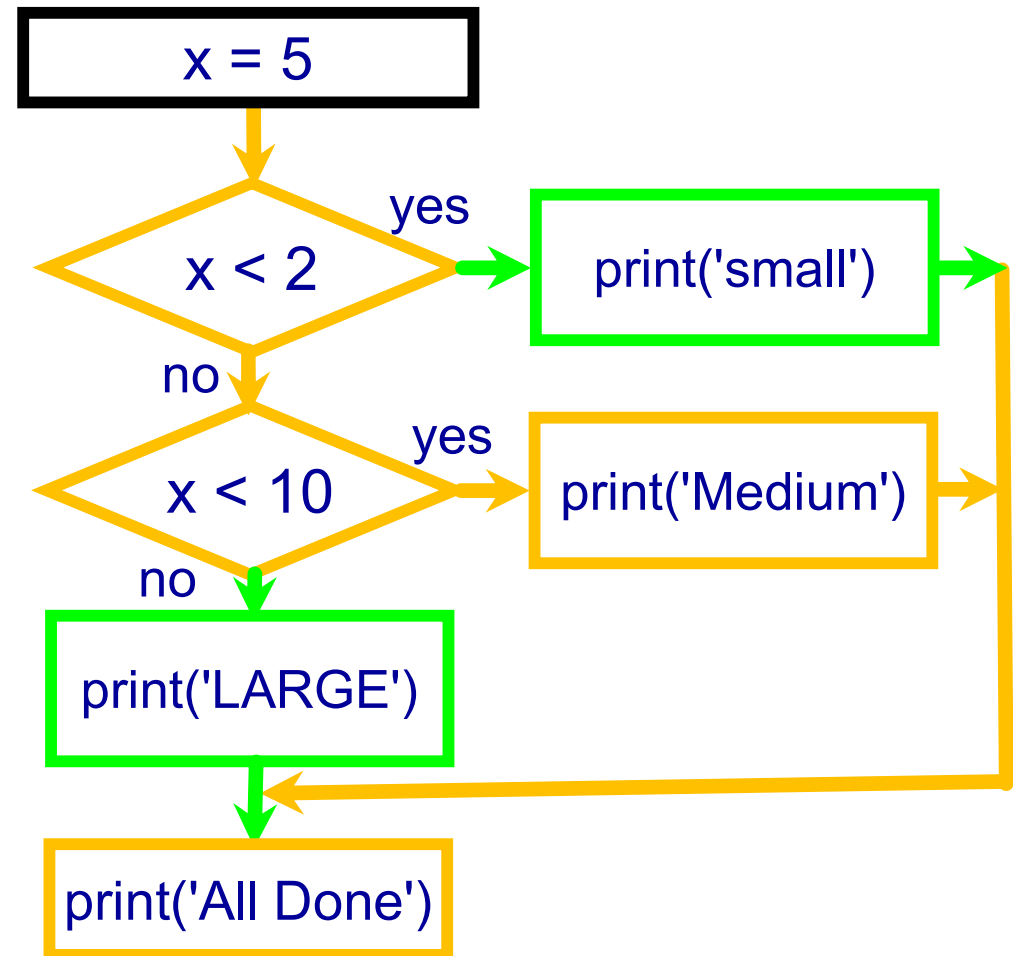 x = 5
yes
x < 2
print('small')
no
yes
x < 10
print('Medium')
no
print('LARGE')
print('All Done')